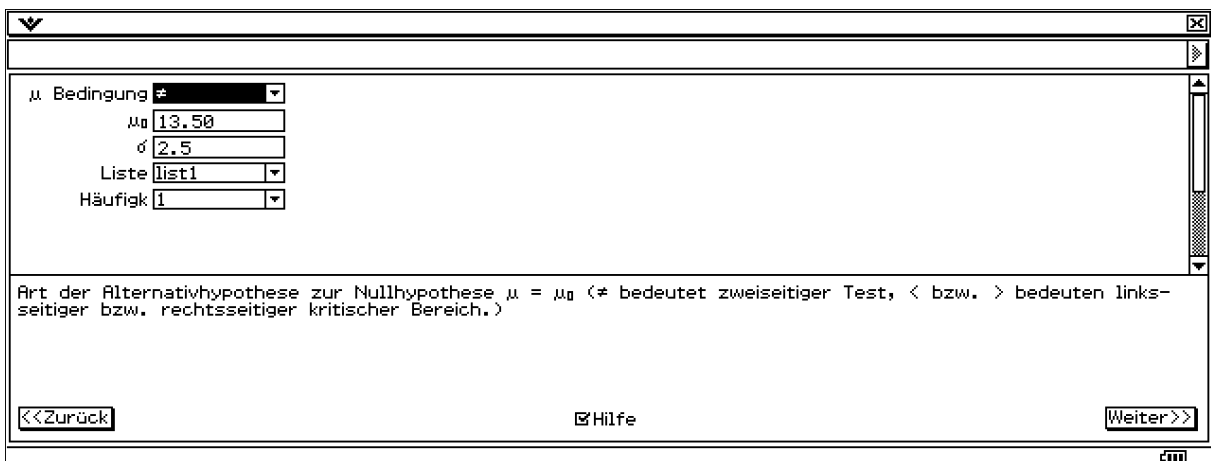 μ Bedingung ≠
μ₀ 13.50
σ 2.5
Liste list1
Häufigk 1
Art der Alternativhypothese zur Nullhypothese μ = μ₀ (≠ bedeutet zweiseitiger Test, < bzw. > bedeuten links-
seitiger bzw. rechtsseitiger kritischer Bereich.)
<<Zurück
Hilfe
Weiter>>